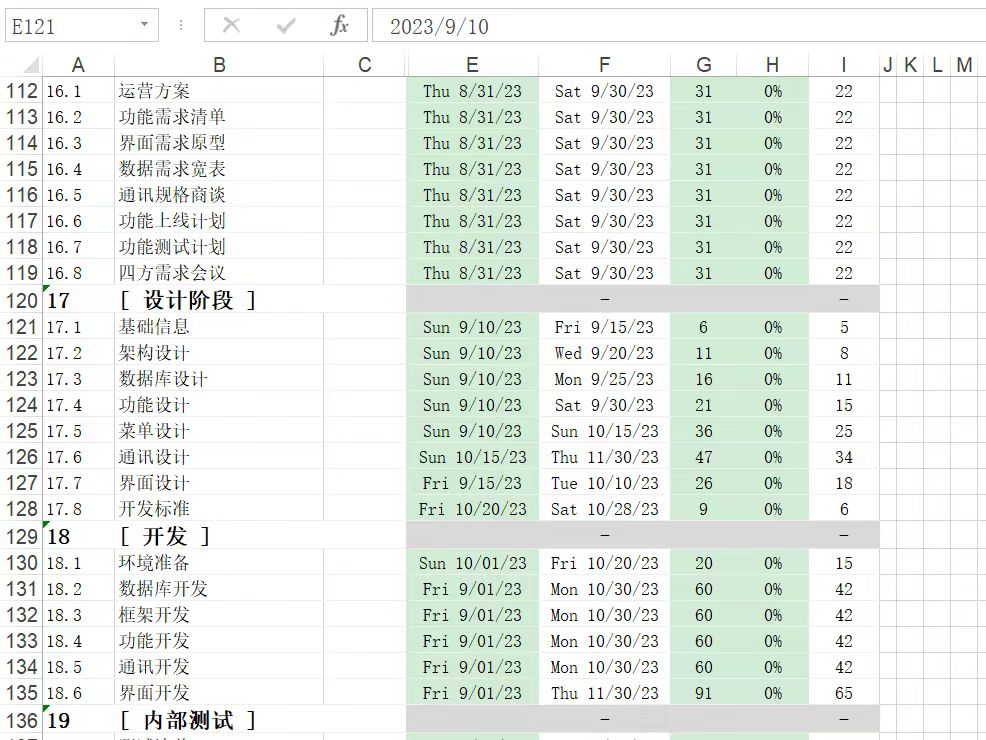 E121 fx 2023/9/10
A B C E F G H I J K L M
112 16.1 运营方案 Thu 8/31/23 Sat 9/30/23 31 0% 22
113 16.2 功能需求清单 Thu 8/31/23 Sat 9/30/23 31 0% 22
114 16.3 界面需求原型 Thu 8/31/23 Sat 9/30/23 31 0% 22
115 16.4 数据需求宽表 Thu 8/31/23 Sat 9/30/23 31 0% 22
116 16.5 通讯规格商谈 Thu 8/31/23 Sat 9/30/23 31 0% 22
117 16.6 功能上线计划 Thu 8/31/23 Sat 9/30/23 31 0% 22
118 16.7 功能测试计划 Thu 8/31/23 Sat 9/30/23 31 0% 22
119 16.8 四方需求会议 Thu 8/31/23 Sat 9/30/23 31 0% 22
120 17 [ 设计阶段 ] – –
121 17.1 基础信息 Sun 9/10/23 Fri 9/15/23 6 0% 5
122 17.2 架构设计 Sun 9/10/23 Wed 9/20/23 11 0% 8
123 17.3 数据库设计 Sun 9/10/23 Mon 9/25/23 16 0% 11
124 17.4 功能设计 Sun 9/10/23 Sat 9/30/23 21 0% 15
125 17.5 菜单设计 Sun 9/10/23 Sun 10/15/23 36 0% 25
126 17.6 通讯设计 Sun 10/15/23 Thu 11/30/23 47 0% 34
127 17.7 界面设计 Fri 9/15/23 Tue 10/10/23 26 0% 18
128 17.8 开发标准 Fri 10/20/23 Sat 10/28/23 9 0% 6
129 18 [ 开发 ] – –
130 18.1 环境准备 Sun 10/01/23 Fri 10/20/23 20 0% 15
131 18.2 数据库开发 Fri 9/01/23 Mon 10/30/23 60 0% 42
132 18.3 框架开发 Fri 9/01/23 Mon 10/30/23 60 0% 42
133 18.4 功能开发 Fri 9/01/23 Mon 10/30/23 60 0% 42
134 18.5 通讯开发 Fri 9/01/23 Mon 10/30/23 60 0% 42
135 18.6 界面开发 Fri 9/01/23 Thu 11/30/23 91 0% 65
136 19 [ 内部测试 ] – –